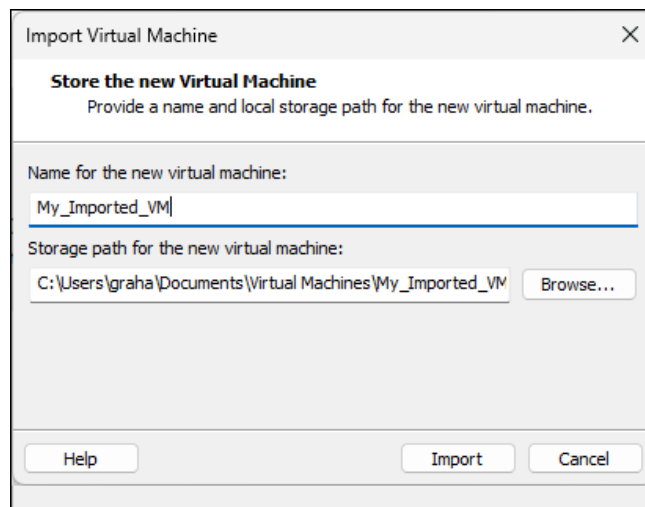 Import Virtual Machine
Store the new Virtual Machine
Provide a name and local storage path for the new virtual machine.
Name for the new virtual machine:
My_Imported_VM
Storage path for the new virtual machine:
C:\Users\graha\Documents\Virtual Machines\My_Imported_VM
Browse...
Help
Import
Cancel